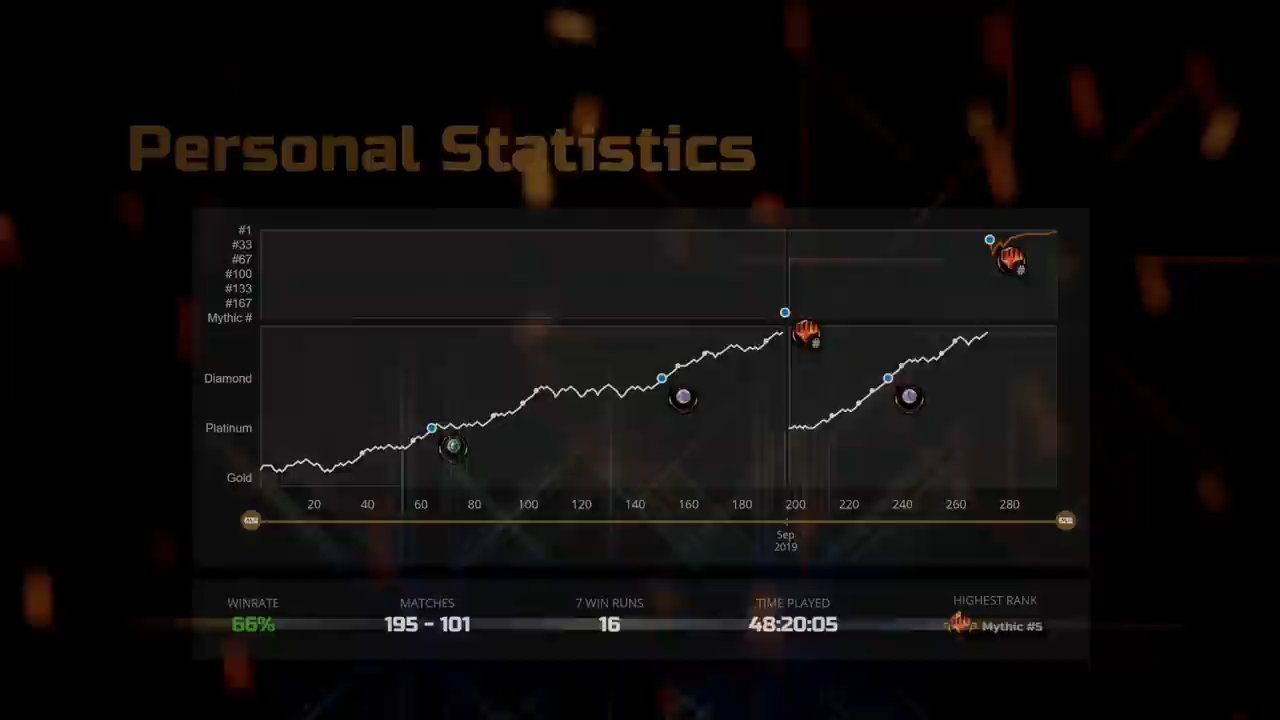 Personal Statistics
#1
#33
#67
#100
#133
#167
Mythic #
#
#
Diamond
Platinum
Gold
20 40 60 80 100 120 140 160 180 200 220 240 260 280
Sep
2019
WINRATE MATCHES 7 WIN RUNS TIME PLAYED HIGHEST RANK
66% 195 - 101 16 48:20:05 Mythic #5